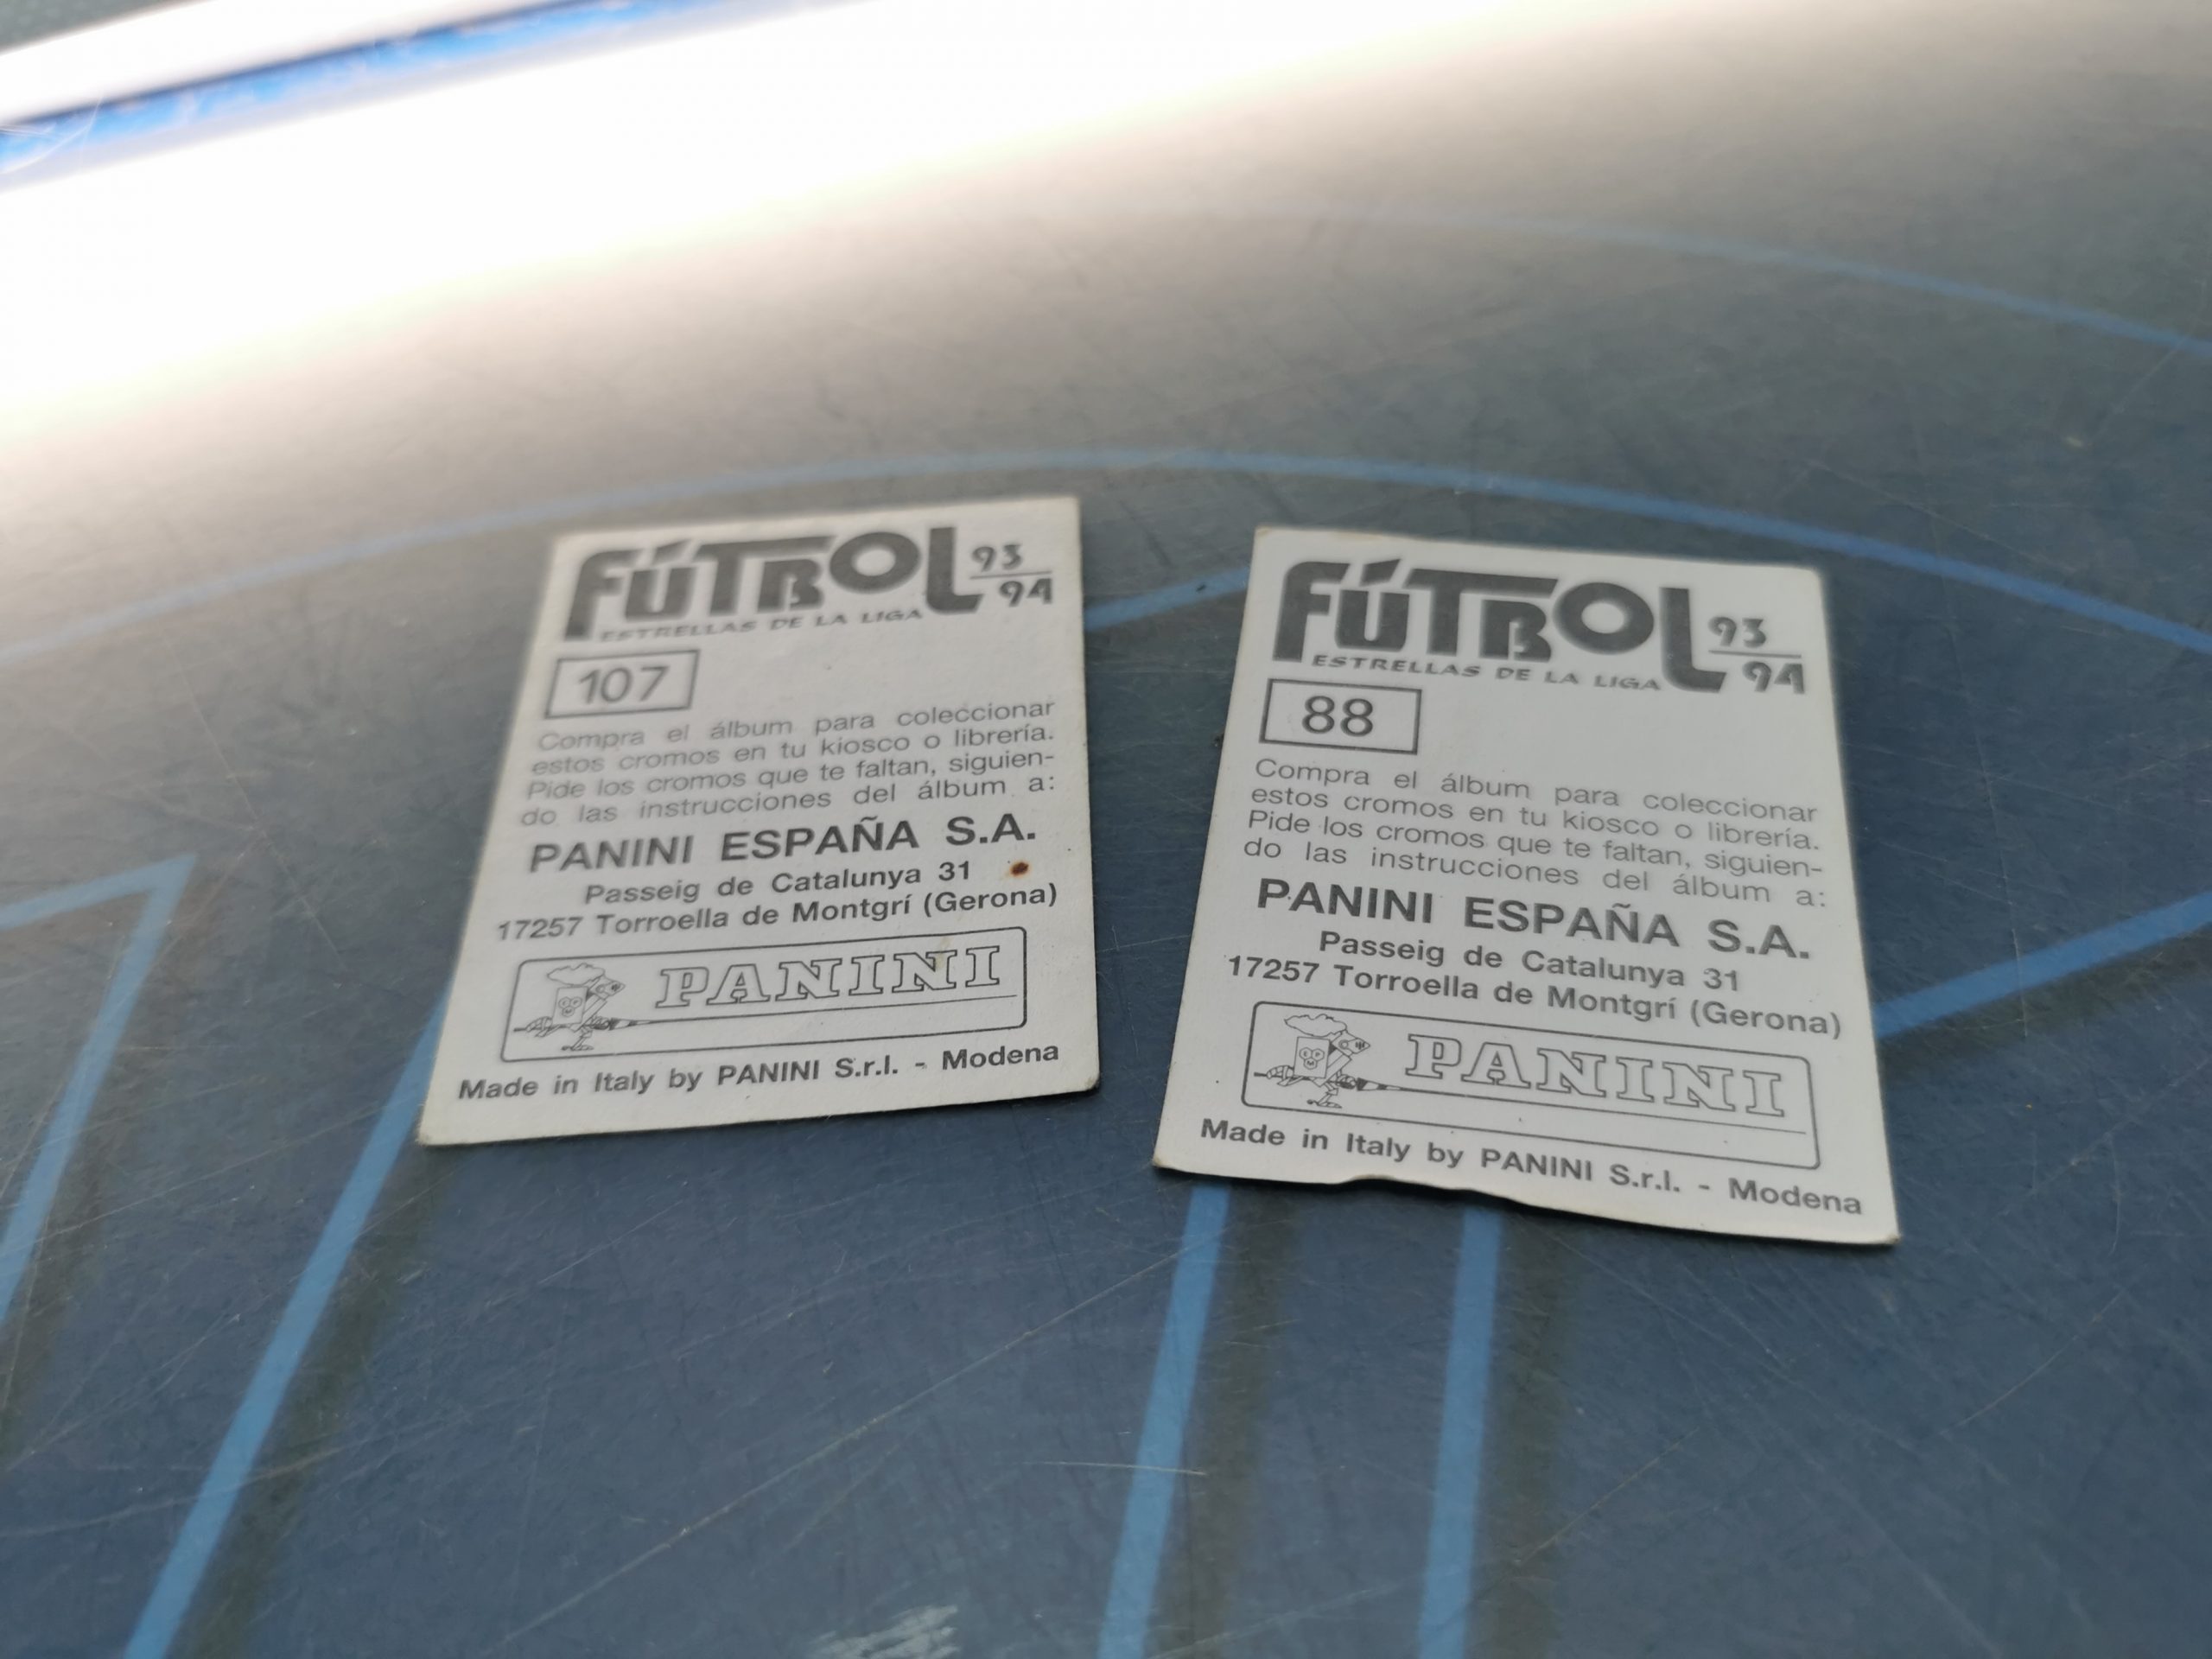 FÚTBOL 93/94
ESTRELLAS DE LA LIGA
107
Compra el álbum para coleccionar
estos cromos en tu kiosco o librería.
Pide los cromos que te faltan, siguien-
do las instrucciones del álbum a:
PANINI ESPAÑA S.A.
Passeig de Catalunya 31
17257 Torroella de Montgrí (Gerona)
PANINI
Made in Italy by PANINI S.r.l. - Modena
FÚTBOL 93/94
ESTRELLAS DE LA LIGA
88
Compra el álbum para coleccionar
estos cromos en tu kiosco o librería.
Pide los cromos que te faltan, siguien-
do las instrucciones del álbum a:
PANINI ESPAÑA S.A.
Passeig de Catalunya 31
17257 Torroella de Montgrí (Gerona)
PANINI
Made in Italy by PANINI S.r.l. - Modena